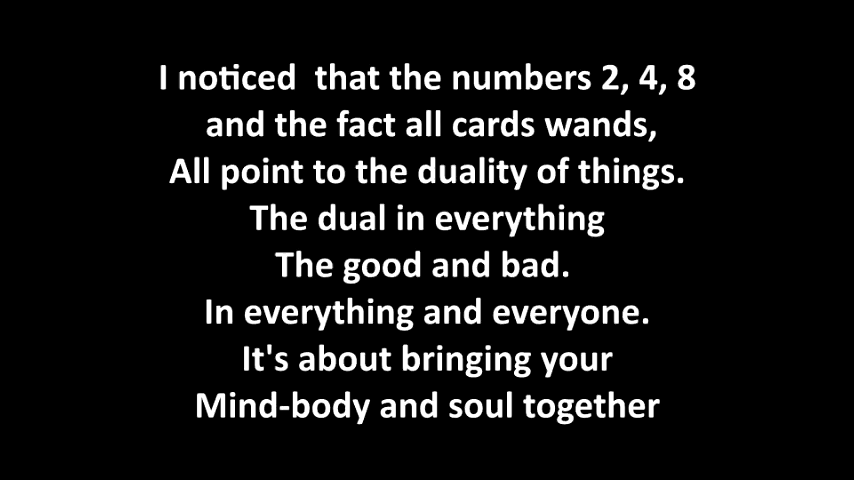 I noticed  that the numbers 2, 4, 8
and the fact all cards wands,
All point to the duality of things.
The dual in everything
The good and bad.
In everything and everyone.
It's about bringing your
Mind-body and soul together